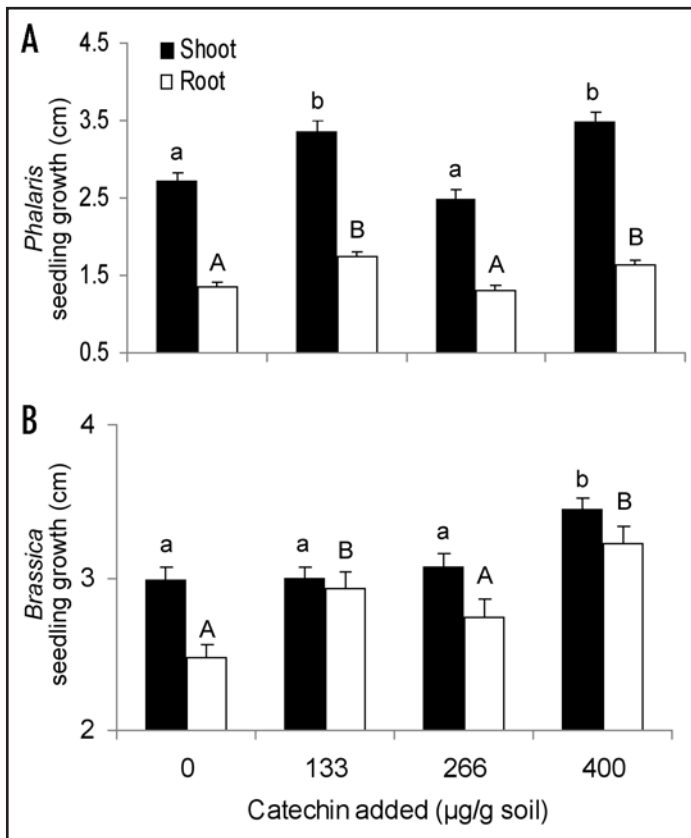 A
Shoot
Root
Phalaris
seedling growth (cm)
4.5
3.5
2.5
1.5
0.5
a
A
b
B
a
A
b
B
B
Brassica
seedling growth (cm)
4
3
2
a
A
a
B
a
A
b
B
0 133 266 400
Catechin added (µg/g soil)